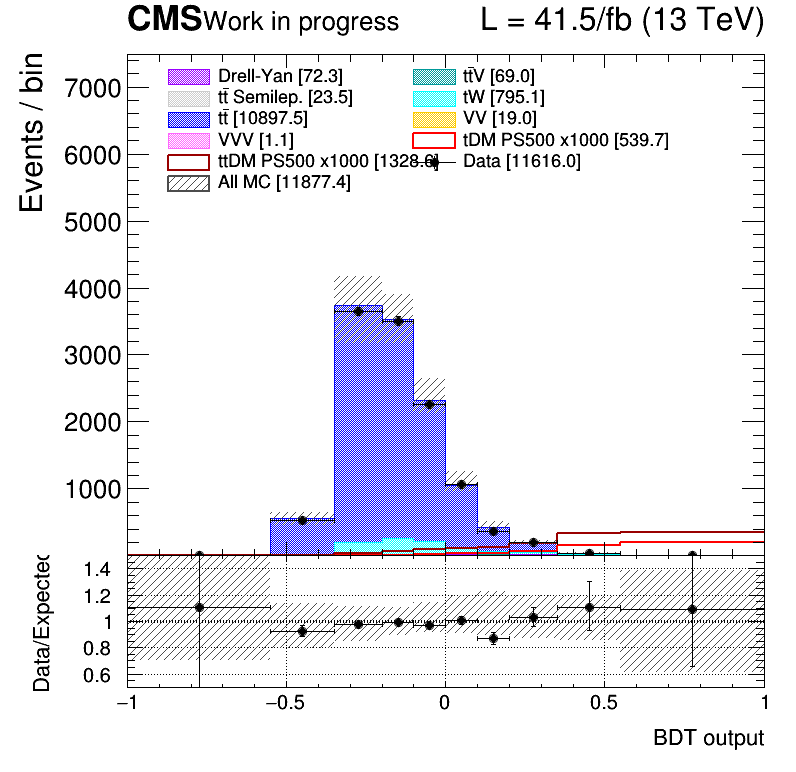 CMS Work in progress L = 41.5/fb (13 TeV)
Events / bin
7000
6000
5000
4000
3000
2000
1000
Drell-Yan [72.3] tt̄V [69.0]
tt̄ Semilep. [23.5] tW [795.1]
tt̄ [10897.5] VV [19.0]
VVV [1.1] tDM PS500 x1000 [539.7]
ttDM PS500 x1000 [1328.6] Data [11616.0]
All MC [11877.4]
Data/Expected
1.4
1.2
1
0.8
0.6
−1 −0.5 0 0.5 1
BDT output